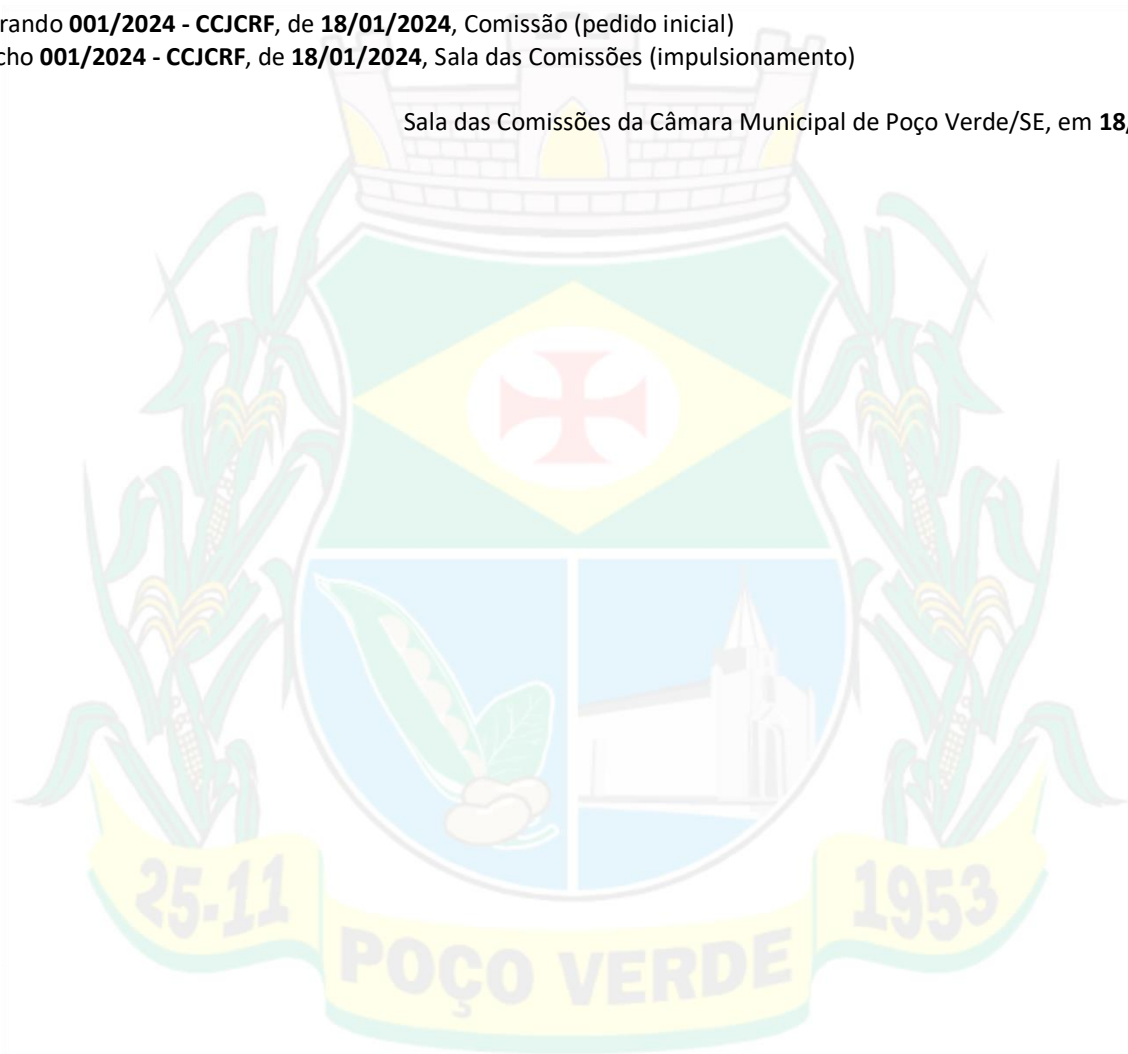 rando 001/2024 - CCJCRF, de 18/01/2024, Comissão (pedido inicial)
cho 001/2024 - CCJCRF, de 18/01/2024, Sala das Comissões (impulsionamento)
Sala das Comissões da Câmara Municipal de Poço Verde/SE, em 18/
25-11
1953
POÇO VERDE